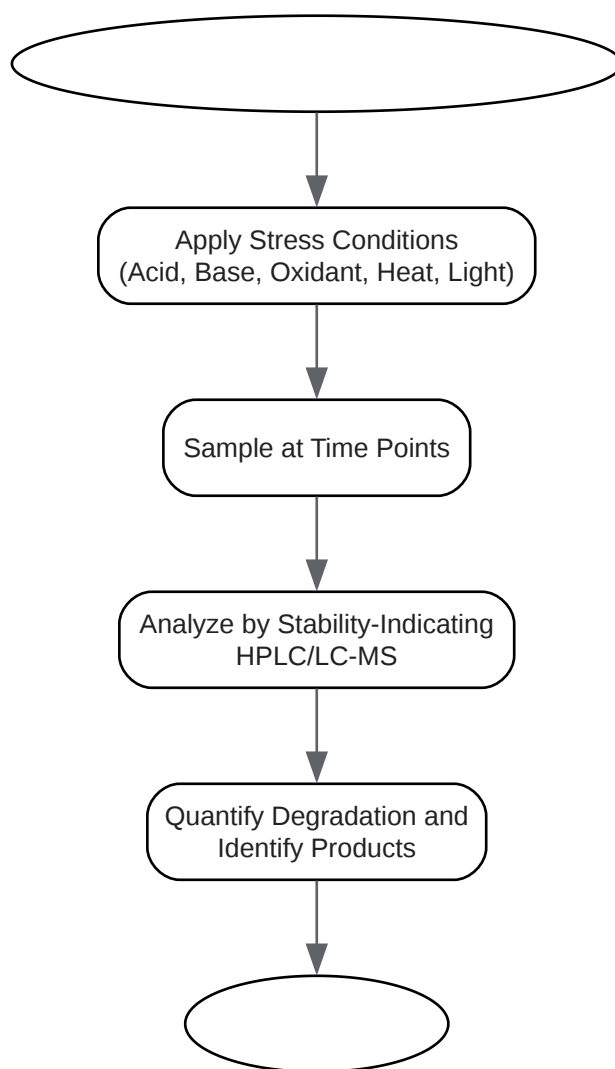 Apply Stress Conditions
(Acid, Base, Oxidant, Heat, Light)
Sample at Time Points
Analyze by Stability-Indicating
HPLC/LC-MS
Quantify Degradation and
Identify Products